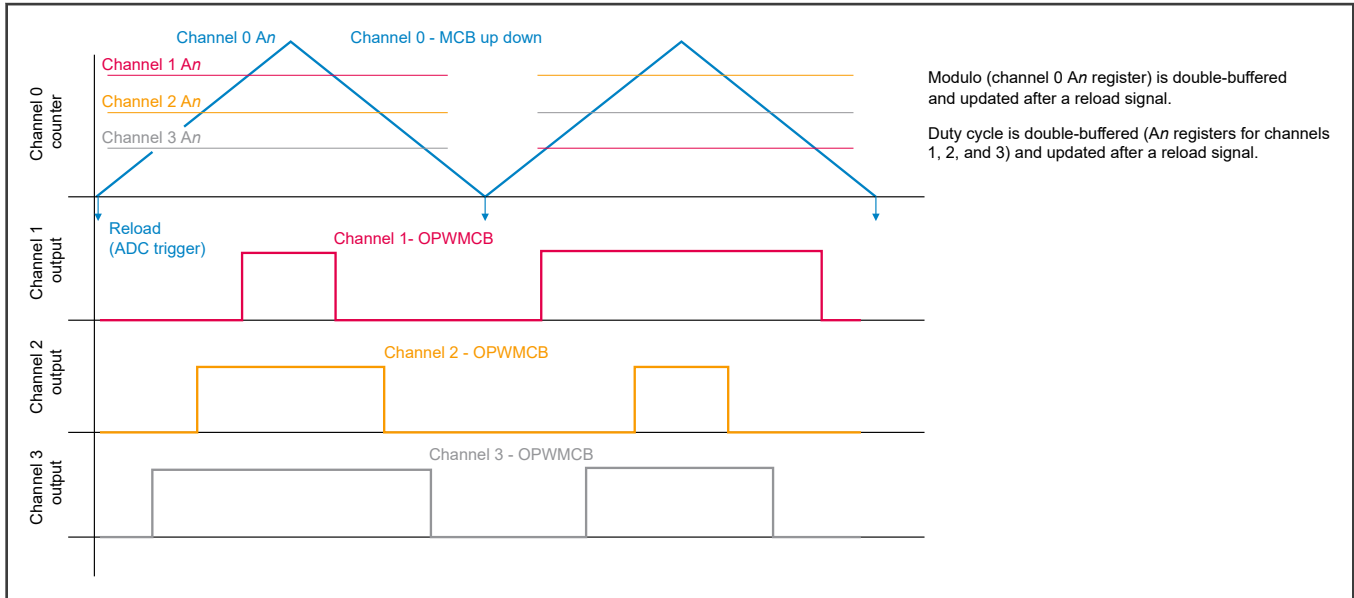 Channel 0 An
Channel 0 - MCB up down
Channel 1 An
Channel 2 An
Channel 3 An
Channel 0
counter
Modulo (channel 0 An register) is double-buffered
and updated after a reload signal.
Duty cycle is double-buffered (An registers for channels
1, 2, and 3) and updated after a reload signal.
Reload
(ADC trigger)
Channel 1
output
Channel 1- OPWMCB
Channel 2
output
Channel 2 - OPWMCB
Channel 3
output
Channel 3 - OPWMCB